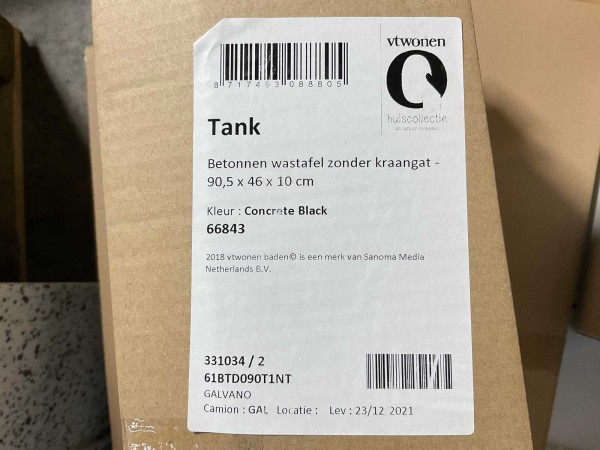 vtwonen
huiscollectie
8 717493 088805
Tank
Betonnen wastafel zonder kraangat -
90,5 x 46 x 10 cm
Kleur : Concrete Black
66843
2018 vtwonen baden© is een merk van Sanoma Media
Netherlands B.V.
331034 / 2
61BTD090T1NT
GALVANO
Camion : GAL Locatie : Lev : 23/12 2021